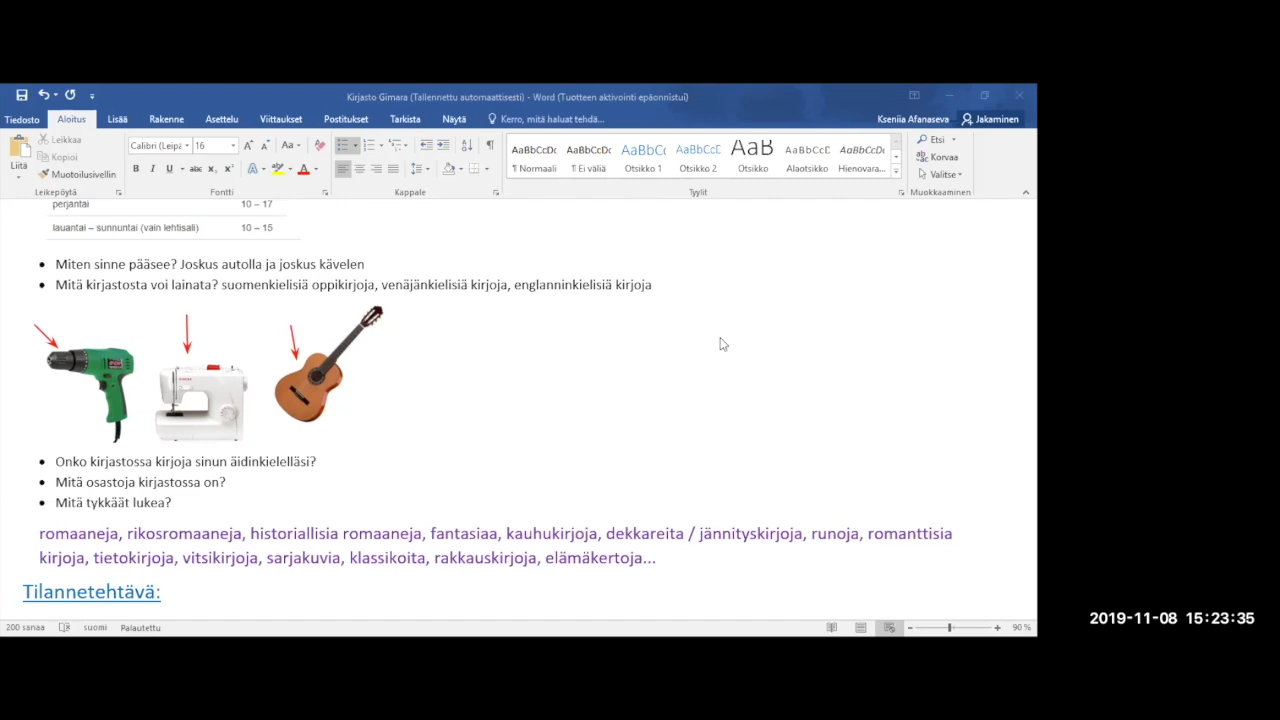 Kirjasto Gimara (Tallennettu automaattisesti) - Word (Tuotteen aktivointi epäonnistui)
Tiedosto Aloitus Lisää Rakenne Asettelu Viittaukset Postitukset Tarkista Näytä Kerro, mitä haluat tehdä... Kseniia Afanaseva Jakaminen
Liitä
Leikkaa
Kopioi
Muotoilusivellin
Leikepöytä
Calibri (Leipä 16
Fontti
Kappale
AaBbCcDc AaBbCcDc AaBbCc AaBbCcD AaB AaBbCcD AaBbCcDc
¶ Normaali ¶ Ei väliä Otsikko 1 Otsikko 2 Otsikko Alaotsikko Hienovara...
Tyylit
Etsi
Korvaa
Valitse
Muokkaaminen
perjantai 10 – 17
lauantai – sunnuntai (vain lehtisali) 10 – 15
• Miten sinne pääsee? Joskus autolla ja joskus kävelen
• Mitä kirjastosta voi lainata? suomenkielisiä oppikirjoja, venäjänkielisiä kirjoja, englanninkielisiä kirjoja
• Onko kirjastossa kirjoja sinun äidinkielelläsi?
• Mitä osastoja kirjastossa on?
• Mitä tykkäät lukea?
romaaneja, rikosromaaneja, historiallisia romaaneja, fantasiaa, kauhukirjoja, dekkareita / jännityskirjoja, runoja, romanttisia
kirjoja, tietokirjoja, vitsikirjoja, sarjakuvia, klassikoita, rakkauskirjoja, elämäkertoja...
Tilannetehtävä:
200 sanaa suomi Palautettu 90 %
2019-11-08 15:23:35